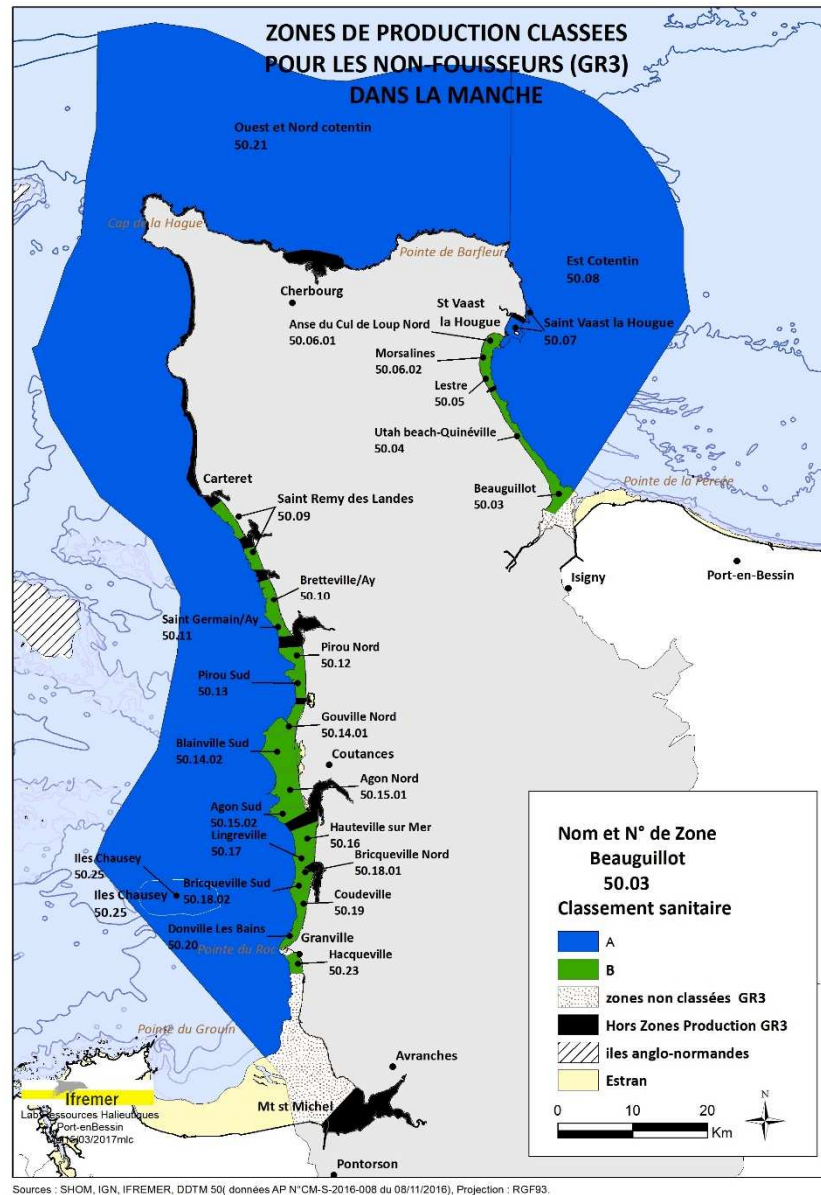 ZONES DE PRODUCTION CLASSEES
POUR LES NON-FOUISSEURS (GR3)
DANS LA MANCHE
Ouest et Nord cotentin
50.21
Cap de la Hague
Pointe de Barfleur
Cherbourg
Est Cotentin
50.08
St Vaast
la Hougue
Saint Vaast la Hougue
50.07
Anse du Cul de Loup Nord
50.06.01
Morsalines
50.06.02
Lestre
50.05
Utah beach-Quinéville
50.04
Beauguillot
50.03
Pointe de la Percée
Isigny
Port-en-Bessin
Carteret
Saint Remy des Landes
50.09
Bretteville/Ay
50.10
Saint Germain/Ay
50.11
Pirou Nord
50.12
Pirou Sud
50.13
Gouville Nord
50.14.01
Blainville Sud
50.14.02
Coutances
Agon Nord
50.15.01
Agon Sud
50.15.02
Hauteville sur Mer
50.16
Lingreville
50.17
Bricqueville Nord
50.18.01
Iles Chausey
50.25
Iles Chausey
50.25
Bricqueville Sud
50.18.02
Coudeville
50.19
Donville Les Bains
50.20
Granville
Pointe du Roc
Hacqueville
50.23
Pointe du Grouin
Avranches
Mt st Michel
Pontorson
Ifremer
Lab. Ressources Halieutiques
Port-enBessin
15/03/2017mlc
Nom et N° de Zone
Beauguillot
50.03
Classement sanitaire
A
B
zones non classées GR3
Hors Zones Production GR3
iles anglo-normandes
Estran
0 10 20
Km
N
Sources : SHOM, IGN, IFREMER, DDTM 50( données AP N°CM-S-2016-008 du 08/11/2016), Projection : RGF93.